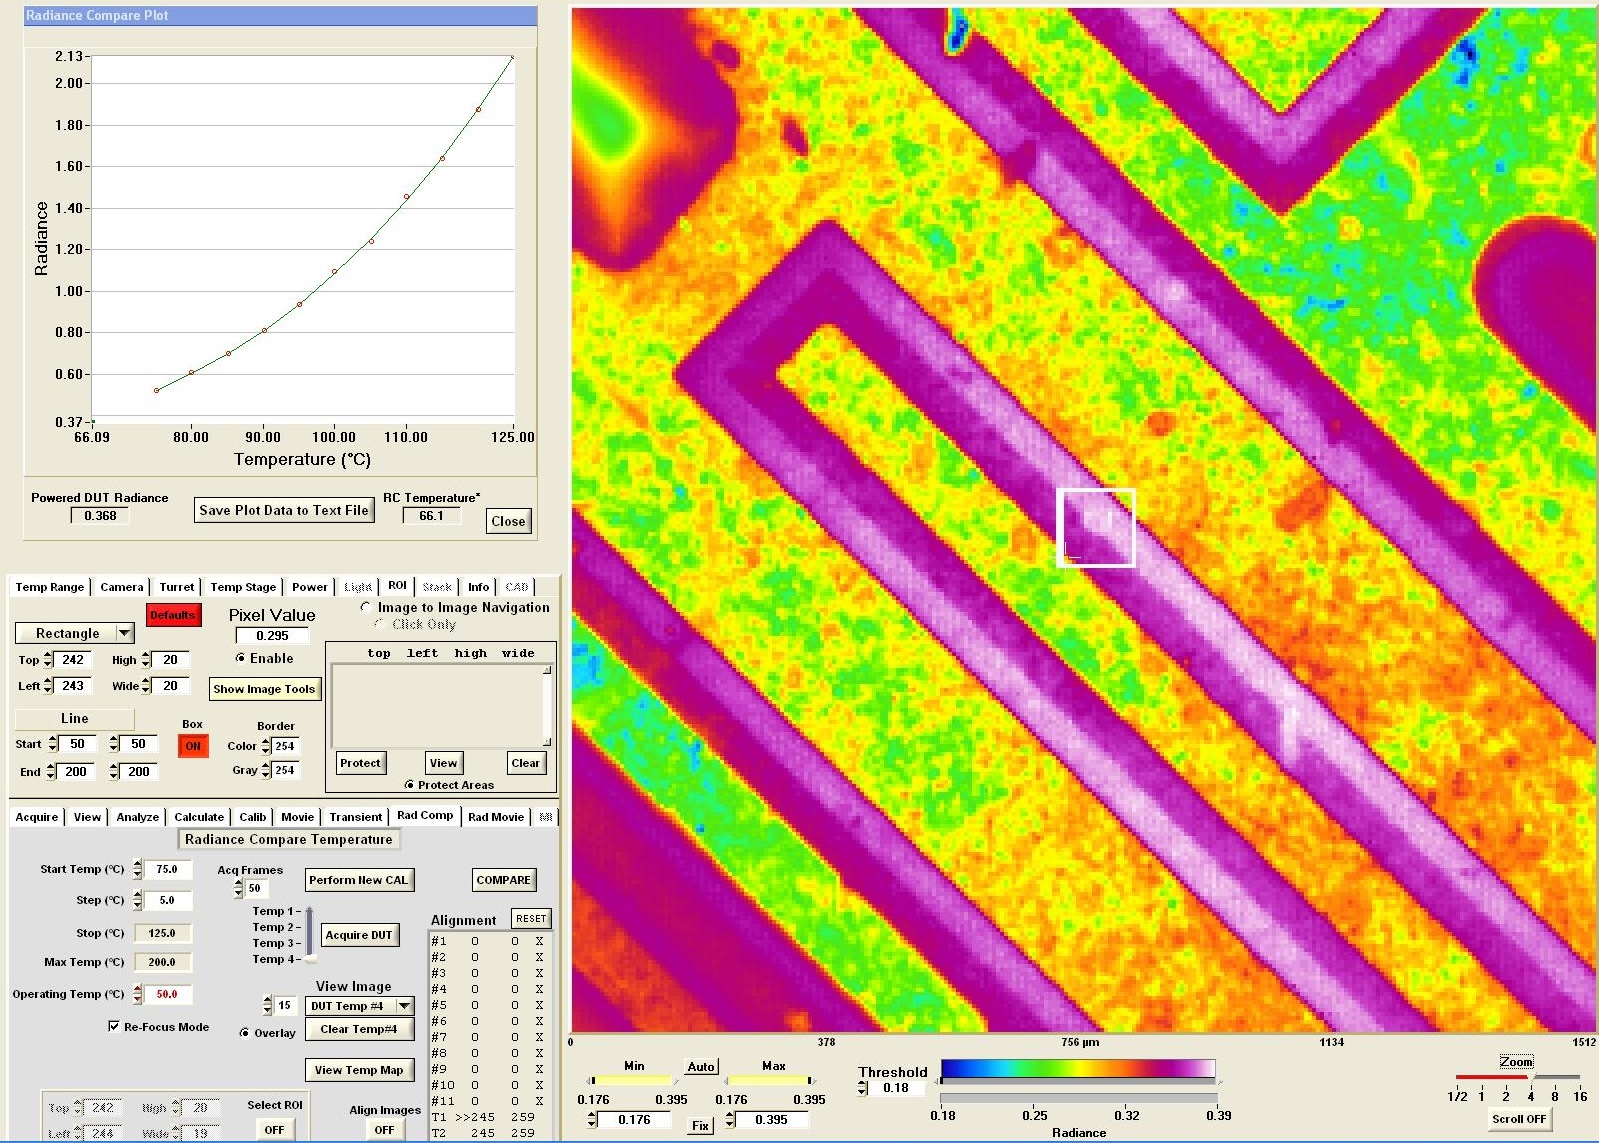 Radiance Compare Plot
2.13
2.00
1.80
1.60
1.40
1.20
1.00
0.80
0.60
0.37
Radiance
66.09 80.00 90.00 100.00 110.00 125.00
Temperature (°C)
Powered DUT Radiance
0.368
Save Plot Data to Text File
RC Temperature*
66.1
Close
Temp Range Camera Turret Temp Stage Power Light ROI Stack Info CAD
Defaults
Pixel Value
0.295
Image to Image Navigation
Click Only
Rectangle
Enable
Top 242 High 20
Left 243 Wide 20
Show Image Tools
top left high wide
Line
Box
ON
Border
Start 50 50
Color 254
End 200 200
Gray 254
Protect View Clear
Protect Areas
Acquire View Analyze Calculate Calib Movie Transient Rad Comp Rad Movie
Radiance Compare Temperature
Start Temp (°C) 75.0
Acq Frames
50
Perform New CAL
COMPARE
Step (°C) 5.0
Temp 1
Temp 2
Temp 3
Temp 4
Acquire DUT
Alignment RESET
Stop (°C) 125.0
Max Temp (°C) 200.0
Operating Temp (°C) 50.0
Re-Focus Mode
View Image
15 DUT Temp #4
Overlay
Clear Temp#4
View Temp Map
#1 0 0 X
#2 0 0 X
#3 0 0 X
#4 0 0 X
#5 0 0 X
#6 0 0 X
#7 0 0 X
#8 0 0 X
#9 0 0 X
#10 0 0 X
#11 0 0 X
T1 >>245 259
T2 245 259
Top 242 High 20
Left 244 Wide 19
Select ROI
OFF
Align Images
OFF
0 378 756 µm 1134 1512
Min Auto Max
0.176 0.395 0.176 0.395
0.176 Fix 0.395
Threshold
0.18
0.18 0.25 0.32 0.39
Radiance
Zoom
1/2 1 2 4 8 16
Scroll OFF